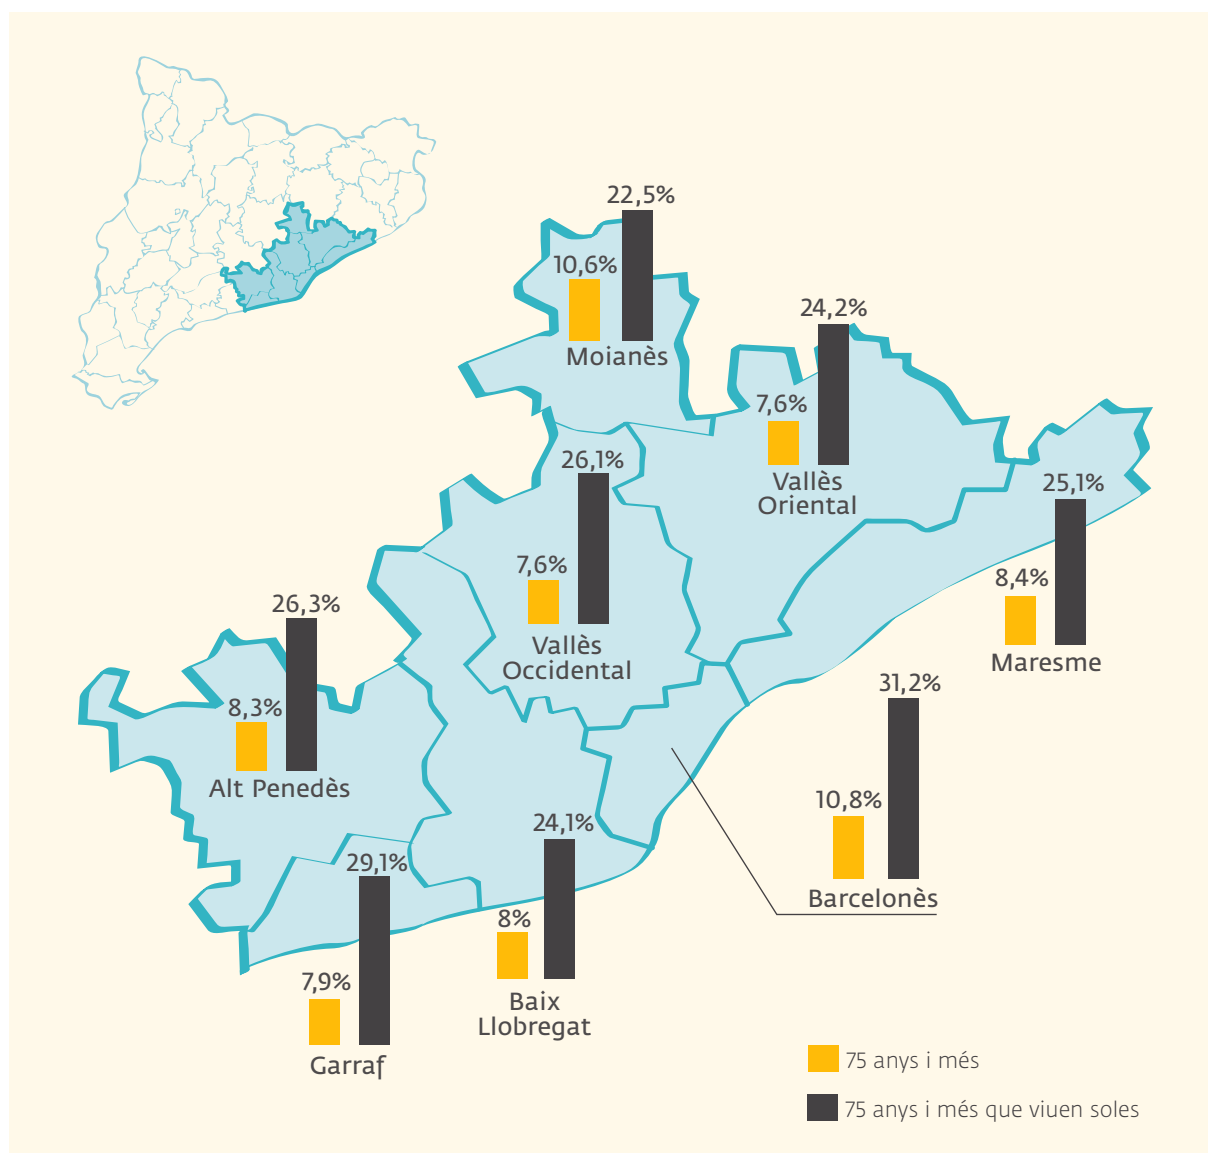 22,5%
10,6%
Moianès
24,2%
7,6%
Vallès
Oriental
26,1%
7,6%
Vallès
Occidental
25,1%
8,4%
Maresme
26,3%
8,3%
Alt Penedès
31,2%
10,8%
Barcelonès
24,1%
8%
Baix
Llobregat
29,1%
7,9%
Garraf
75 anys i més
75 anys i més que viuen soles